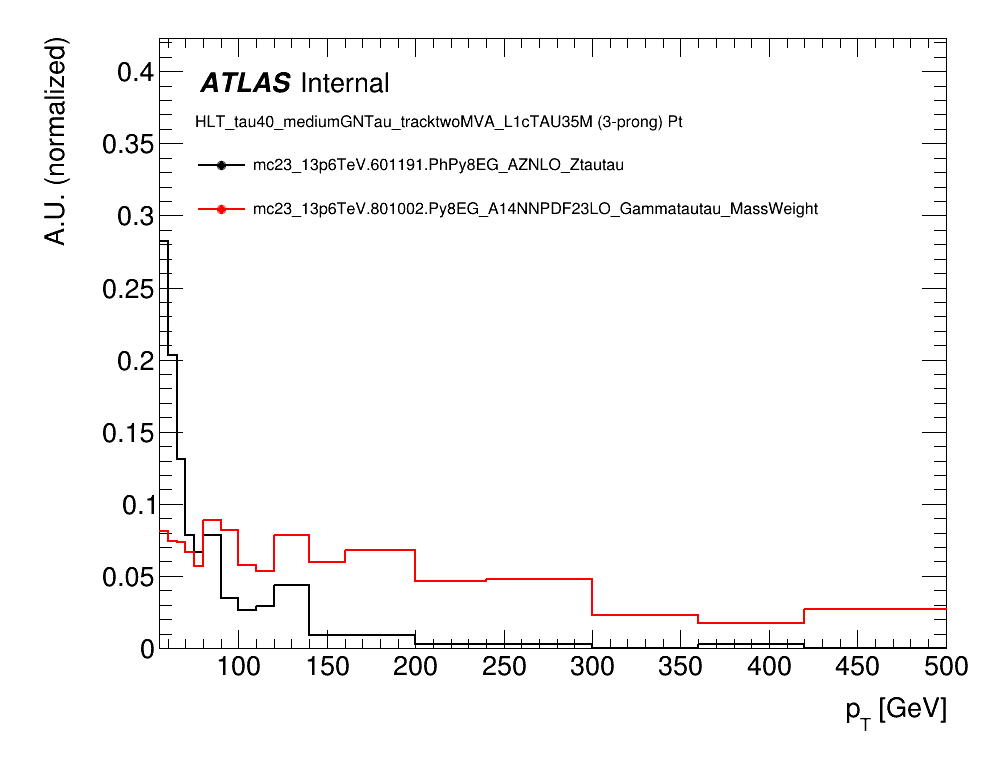 A.U. (normalized)
ATLAS Internal
HLT_tau40_mediumGNTau_tracktwoMVA_L1cTAU35M (3-prong) Pt
mc23_13p6TeV.601191.PhPy8EG_AZNLO_Ztautau
mc23_13p6TeV.801002.Py8EG_A14NNPDF23LO_Gammatautau_MassWeight
0.4
0.35
0.3
0.25
0.2
0.15
0.1
0.05
0
100 150 200 250 300 350 400 450 500
p_T [GeV]